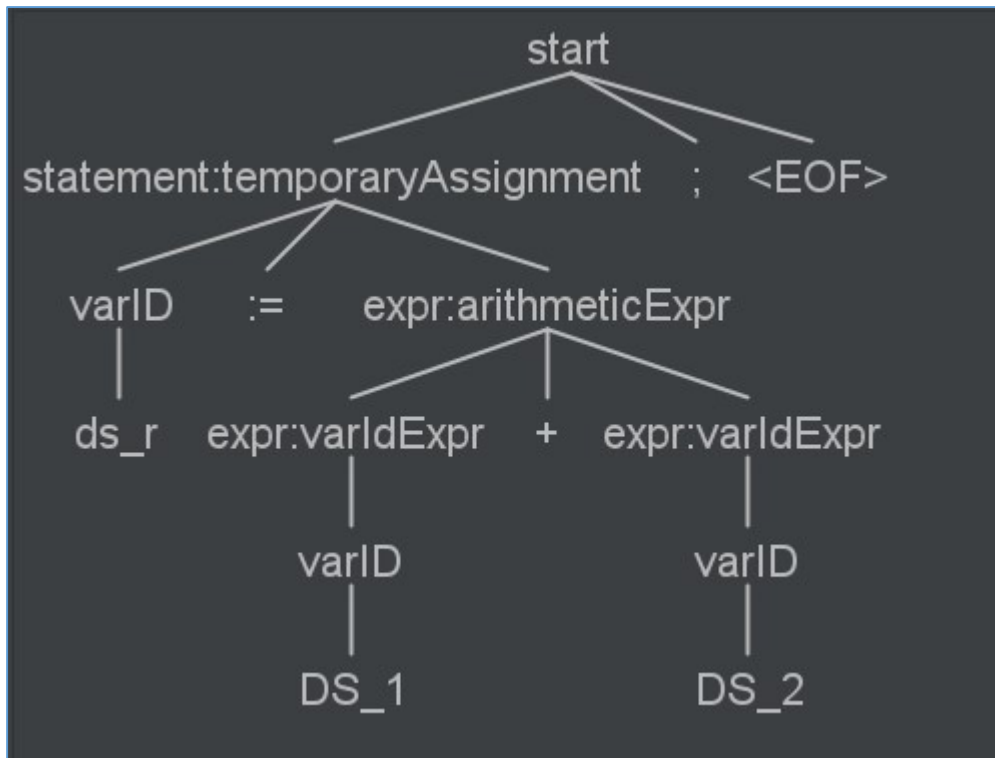 start
statement:temporaryAssignment ; <EOF>
varID := expr:arithmeticExpr
ds_r expr:varIdExpr + expr:varIdExpr
varID varID
DS_1 DS_2